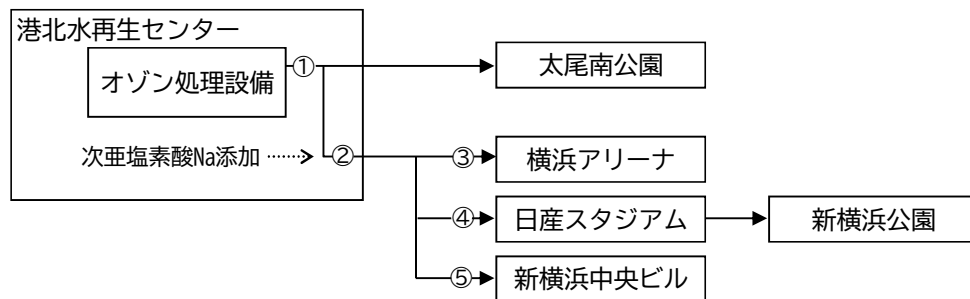 港北水再生センター
オゾン処理設備
①
太尾南公園
次亜塩素酸Na添加
②
③
横浜アリーナ
④
日産スタジアム
新横浜公園
⑤
新横浜中央ビル